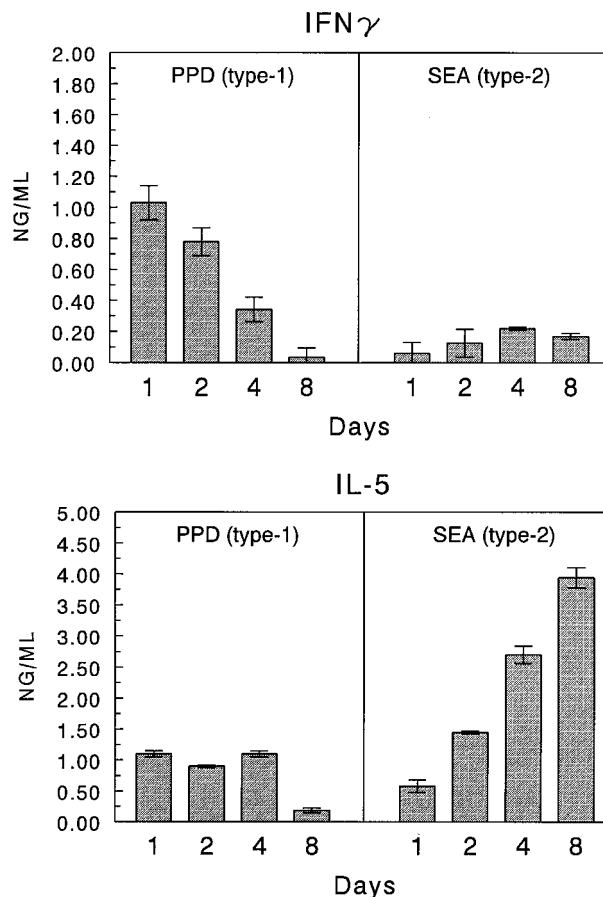 IFNγ
PPD (type-1) SEA (type-2)
NG/ML
2.00
1.80
1.60
1.40
1.20
1.00
0.80
0.60
0.40
0.20
0.00
1 2 4 8 1 2 4 8
Days
IL-5
PPD (type-1) SEA (type-2)
NG/ML
5.00
4.50
4.00
3.50
3.00
2.50
2.00
1.50
1.00
0.50
0.00
1 2 4 8 1 2 4 8
Days